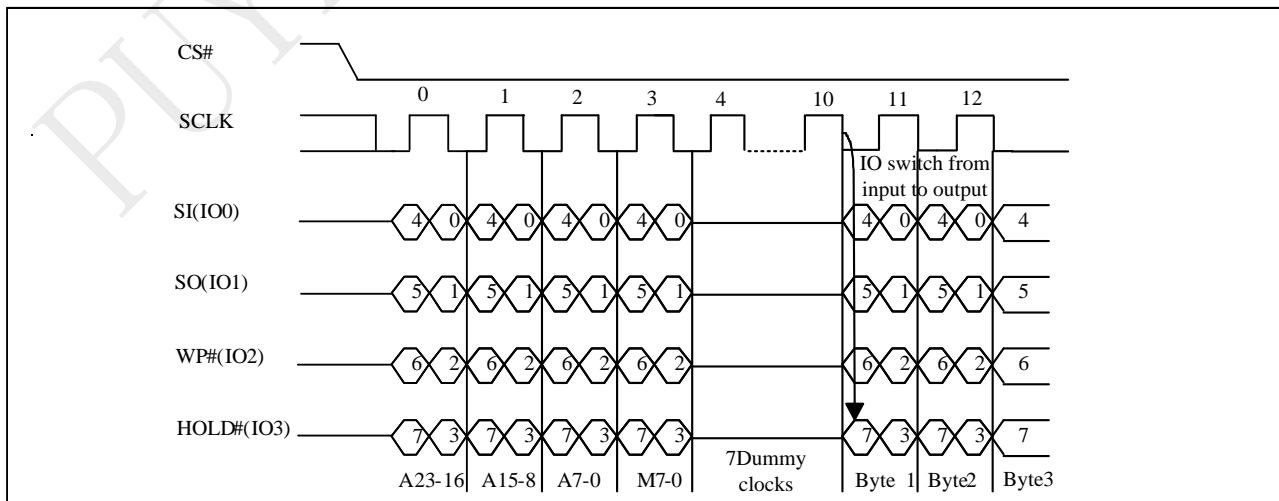 PUY
CS#
0 1 2 3 4 10 11 12
SCLK
IO switch from
input to output
SI(IO0) 4 0 4 0 4 0 4 0 4 0 4 0 4
SO(IO1) 5 1 5 1 5 1 5 1 5 1 5 1 5
WP#(IO2) 6 2 6 2 6 2 6 2 6 2 6 2 6
HOLD#(IO3) 7 3 7 3 7 3 7 3 7 3 7 3 7
A23-16 A15-8 A7-0 M7-0 7Dummy Byte 1 Byte2 Byte3
clocks